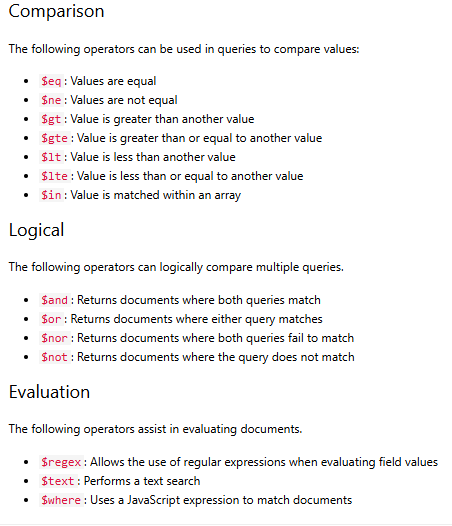 Comparison
The following operators can be used in queries to compare values:
• $eq: Values are equal
• $ne: Values are not equal
• $gt: Value is greater than another value
• $gte: Value is greater than or equal to another value
• $lt: Value is less than another value
• $lte: Value is less than or equal to another value
• $in: Value is matched within an array
Logical
The following operators can logically compare multiple queries.
• $and: Returns documents where both queries match
• $or: Returns documents where either query matches
• $nor: Returns documents where both queries fail to match
• $not: Returns documents where the query does not match
Evaluation
The following operators assist in evaluating documents.
• $regex: Allows the use of regular expressions when evaluating field values
• $text: Performs a text search
• $where: Uses a JavaScript expression to match documents